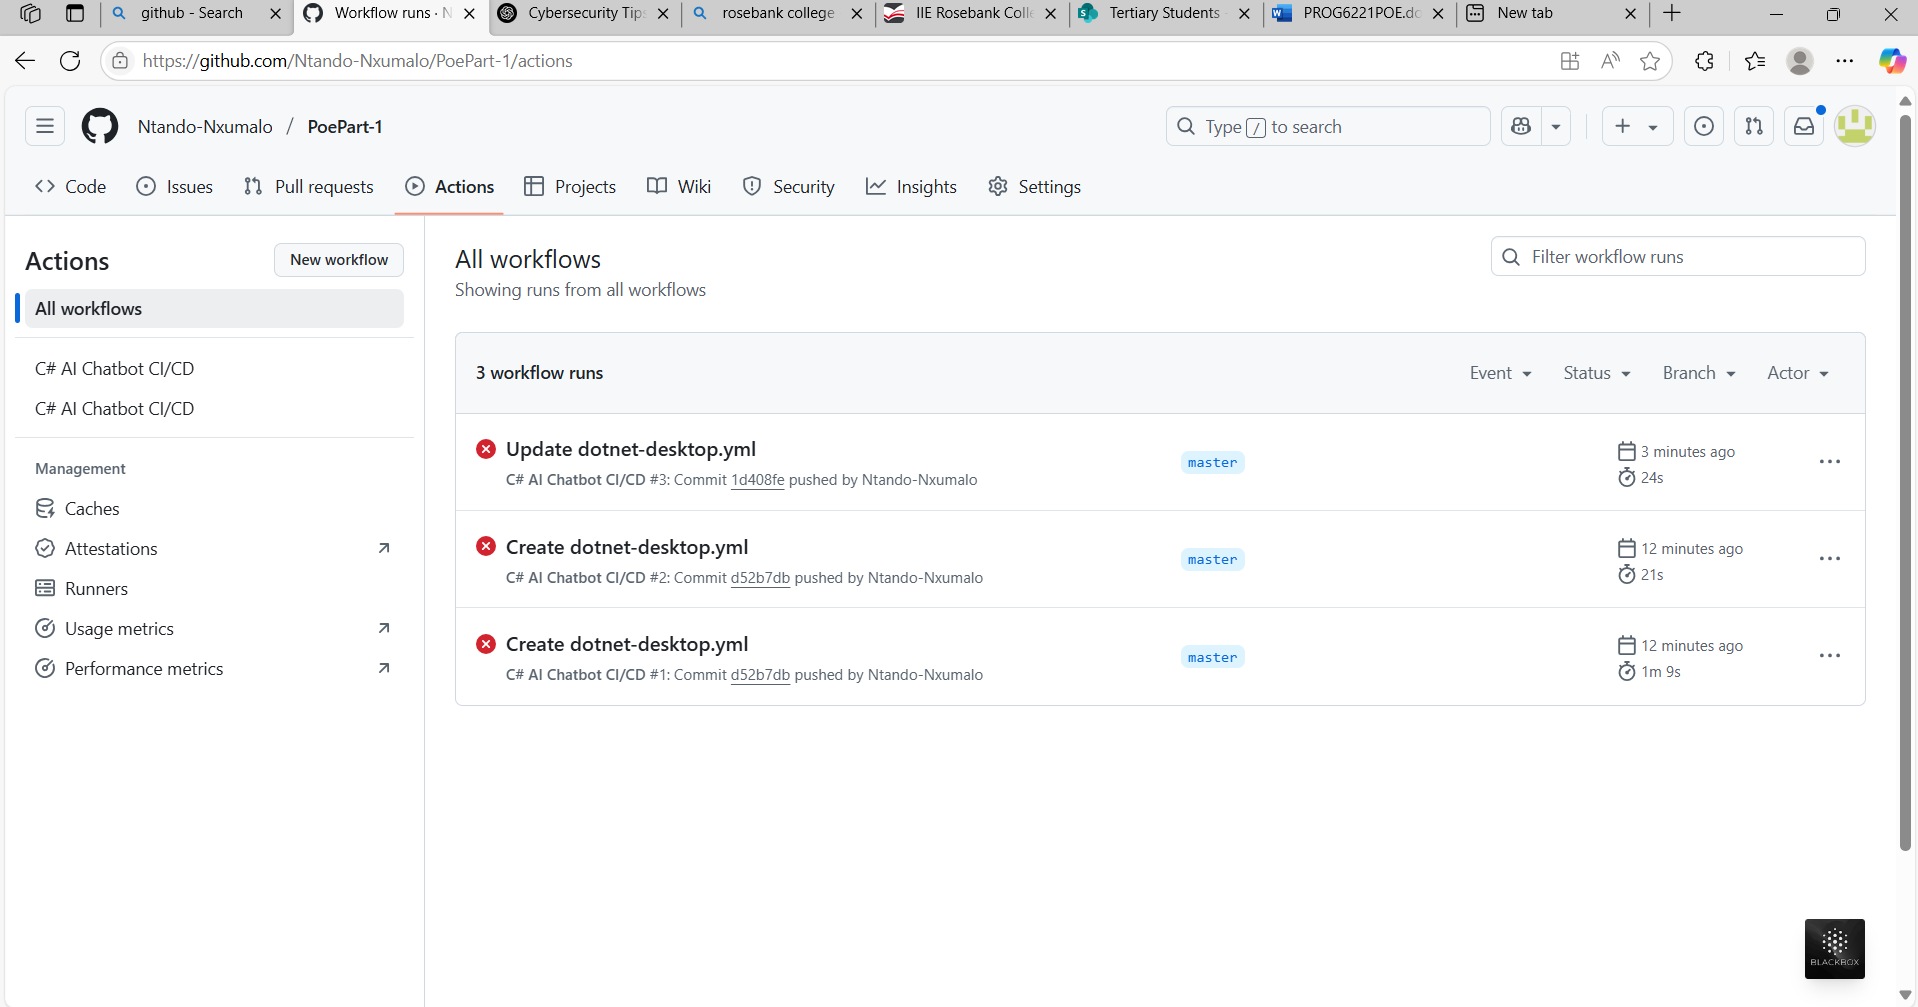 github - Search
Workflow runs · N
Cybersecurity Tips
rosebank college
IIE Rosebank Colle
Tertiary Students
PROG6221POE.do
New tab
https://github.com/Ntando-Nxumalo/PoePart-1/actions
Ntando-Nxumalo / PoePart-1
Type / to search
Code
Issues
Pull requests
Actions
Projects
Wiki
Security
Insights
Settings
Actions
New workflow
All workflows
C# AI Chatbot CI/CD
C# AI Chatbot CI/CD
Management
Caches
Attestations
Runners
Usage metrics
Performance metrics
All workflows
Showing runs from all workflows
Filter workflow runs
3 workflow runs
Event
Status
Branch
Actor
Update dotnet-desktop.yml
C# AI Chatbot CI/CD #3: Commit 1d408fe pushed by Ntando-Nxumalo
master
3 minutes ago
24s
Create dotnet-desktop.yml
C# AI Chatbot CI/CD #2: Commit d52b7db pushed by Ntando-Nxumalo
master
12 minutes ago
21s
Create dotnet-desktop.yml
C# AI Chatbot CI/CD #1: Commit d52b7db pushed by Ntando-Nxumalo
master
12 minutes ago
1m 9s
BLACKBOX